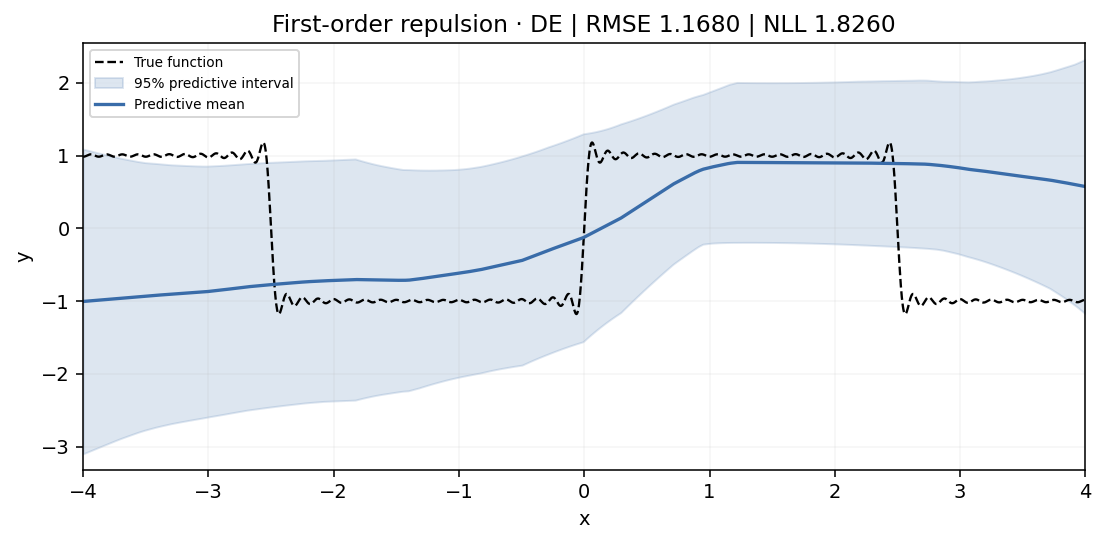 First-order repulsion · DE | RMSE 1.1680 | NLL 1.8260
True function
95% predictive interval
Predictive mean
y
2
1
0
−1
−2
−3
−4 −3 −2 −1 0 1 2 3 4
x